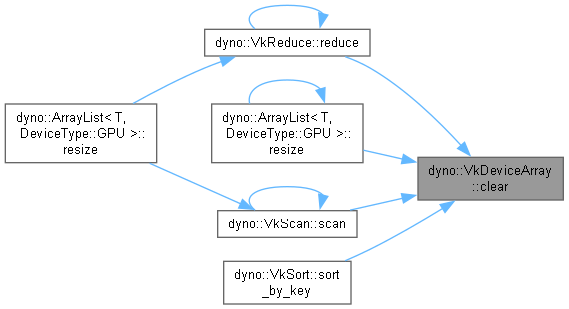 dyno::VkReduce::reduce
dyno::ArrayList< T,
DeviceType::GPU >::
resize
dyno::ArrayList< T,
DeviceType::GPU >::
resize
dyno::VkDeviceArray
::clear
dyno::VkScan::scan
dyno::VkSort::sort
_by_key